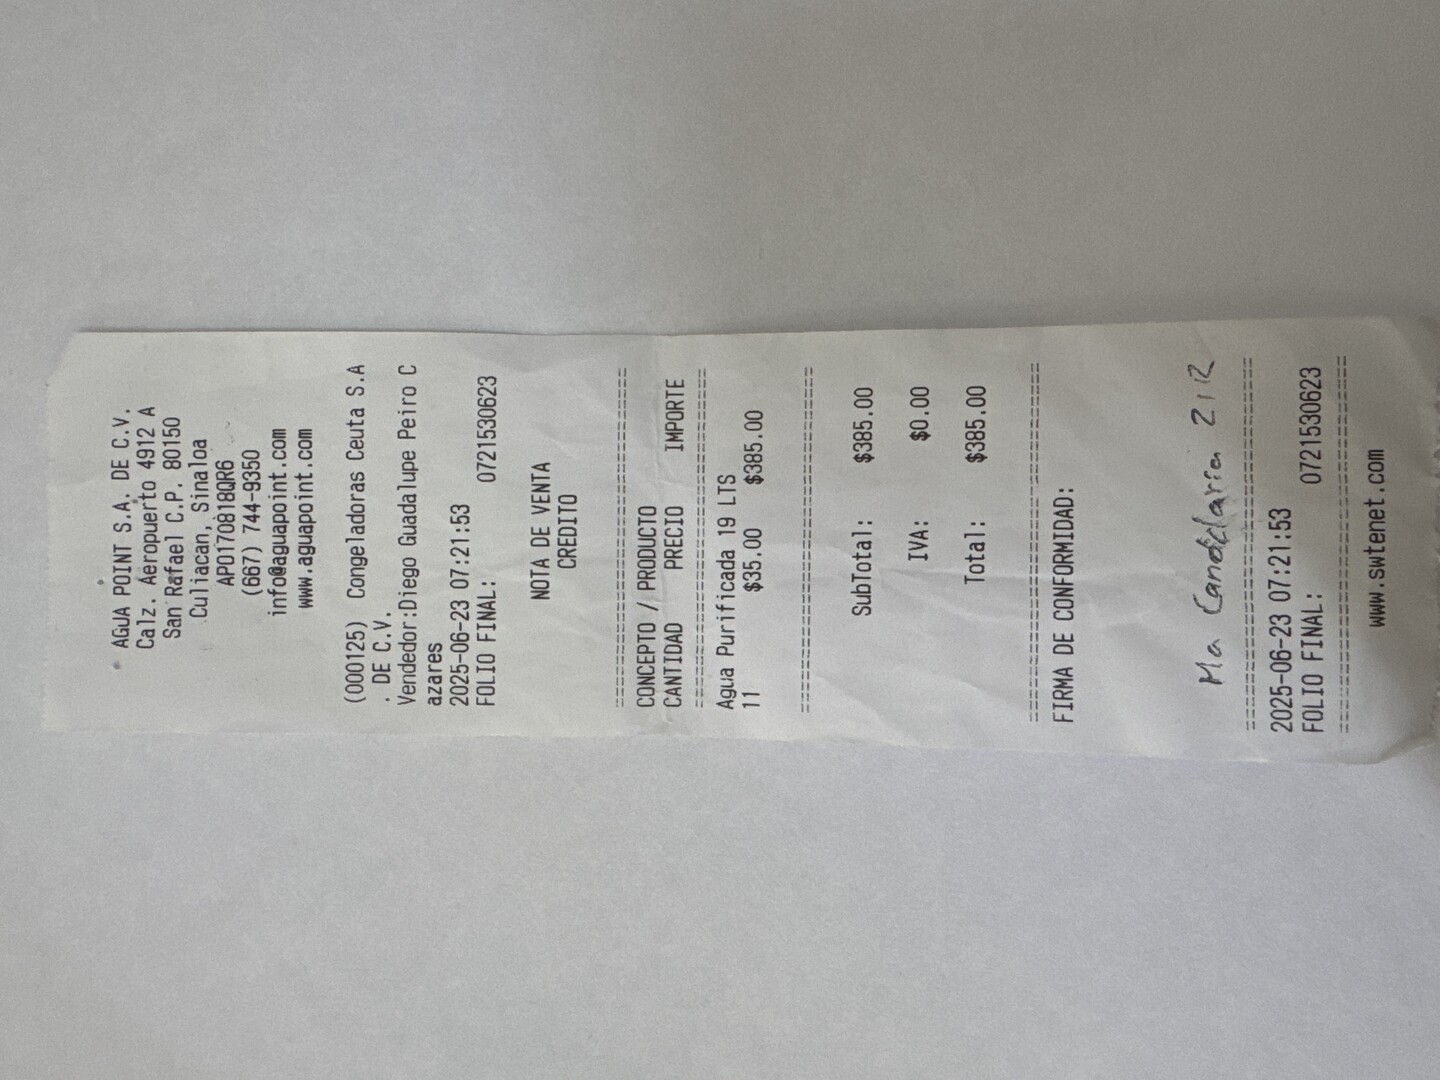 AGUA POINT S.A. DE C.V.
Calz. Aeropuerto 4912 A
San Rafael C.P. 80150
Culiacan, Sinaloa
APO170818QR6
(667) 744-9350
info@aguapoint.com
www.aguapoint.com
(000125) Congeladoras Ceuta S.A
. DE C.V.
Vendedor:Diego Guadalupe Peiro C
azares
2025-06-23 07:21:53
FOLIO FINAL: 0721530623
NOTA DE VENTA
CREDITO
CONCEPTO / PRODUCTO
CANTIDAD PRECIO IMPORTE
Agua Purificada 19 LTS
11 $35.00 $385.00
SubTotal: $385.00
IVA: $0.00
Total: $385.00
FIRMA DE CONFORMIDAD:
Ma Candelaria
2025-06-23 07:21:53
FOLIO FINAL: 0721530623
www.swtenet.com